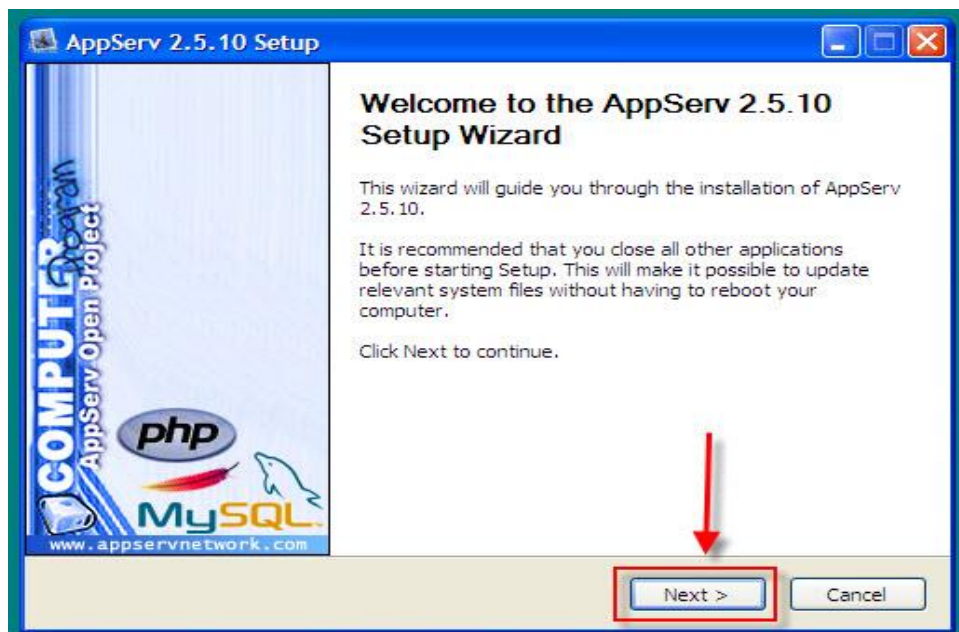 AppServ 2.5.10 Setup
Welcome to the AppServ 2.5.10
Setup Wizard
This wizard will guide you through the installation of AppServ
2.5.10.
It is recommended that you close all other applications
before starting Setup. This will make it possible to update
relevant system files without having to reboot your
computer.
Click Next to continue.
COMPUTER
Program
AppServ Open Project
php
MySQL
www.appservnetwork.com
Next >
Cancel